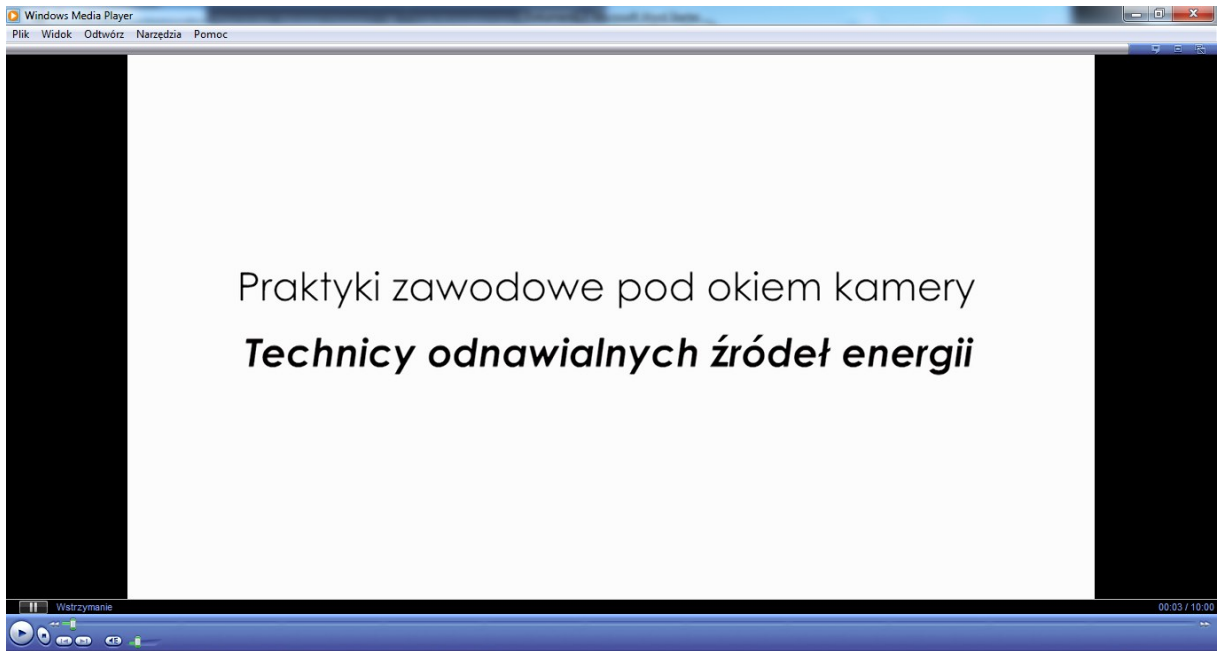 Windows Media Player
Plik Widok Odtwórz Narzędzia Pomoc
Praktyki zawodowe pod okiem kamery
Technicy odnawialnych źródeł energii
Wstrzymanie
00:03 / 10:00